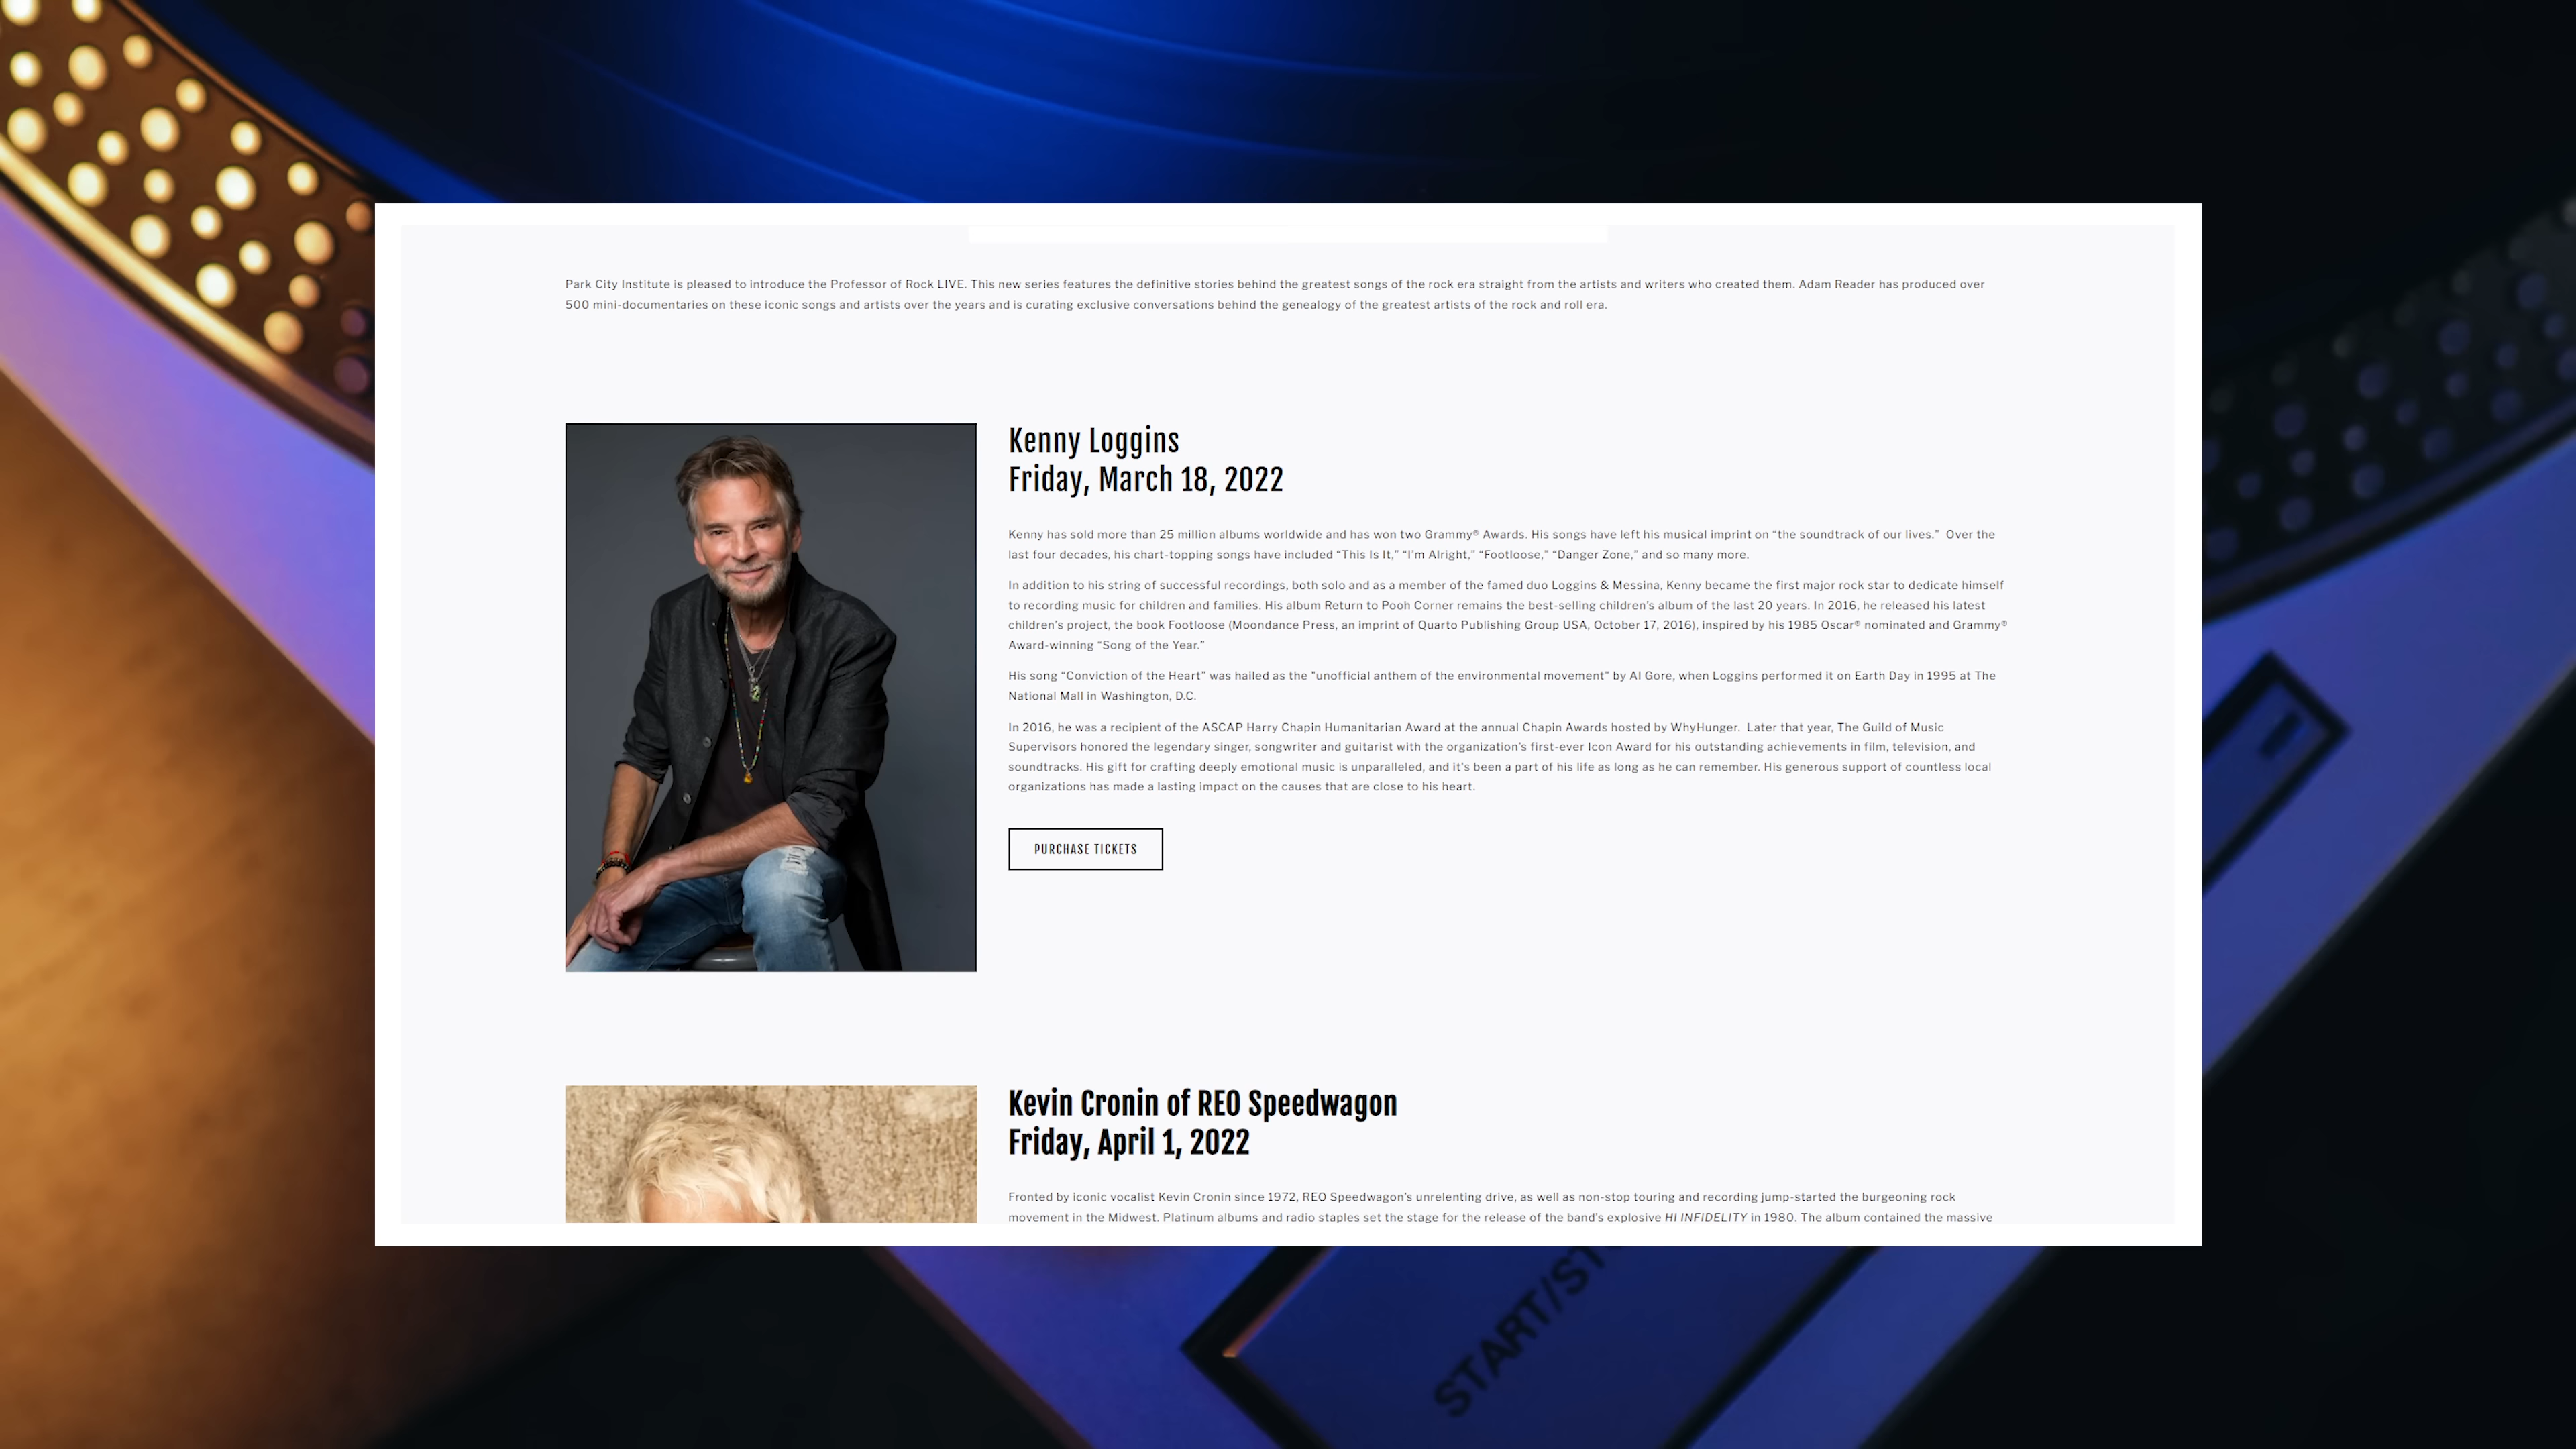 Park City Institute is pleased to introduce the Professor of Rock LIVE. This new series features the definitive stories behind the greatest songs of the rock era straight from the artists and writers who created them. Adam Reader has produced over
500 mini-documentaries on these iconic songs and artists over the years and is curating exclusive conversations behind the genealogy of the greatest artists of the rock and roll era.
Kenny Loggins
Friday, March 18, 2022
Kenny has sold more than 25 million albums worldwide and has won two Grammy® Awards. His songs have left his musical imprint on “the soundtrack of our lives.”  Over the
last four decades, his chart-topping songs have included “This Is It,” “I’m Alright,” “Footloose,” “Danger Zone,” and so many more.
In addition to his string of successful recordings, both solo and as a member of the famed duo Loggins & Messina, Kenny became the first major rock star to dedicate himself
to recording music for children and families. His album Return to Pooh Corner remains the best-selling children’s album of the last 20 years. In 2016, he released his latest
children’s project, the book Footloose (Moondance Press, an imprint of Quarto Publishing Group USA, October 17, 2016), inspired by his 1985 Oscar® nominated and Grammy®
Award-winning “Song of the Year.”
His song “Conviction of the Heart” was hailed as the "unofficial anthem of the environmental movement" by Al Gore, when Loggins performed it on Earth Day in 1995 at The
National Mall in Washington, D.C.
In 2016, he was a recipient of the ASCAP Harry Chapin Humanitarian Award at the annual Chapin Awards hosted by WhyHunger.  Later that year, The Guild of Music
Supervisors honored the legendary singer, songwriter and guitarist with the organization’s first-ever Icon Award for his outstanding achievements in film, television, and
soundtracks. His gift for crafting deeply emotional music is unparalleled, and it's been a part of his life as long as he can remember. His generous support of countless local
organizations has made a lasting impact on the causes that are close to his heart.
PURCHASE TICKETS
Kevin Cronin of REO Speedwagon
Friday, April 1, 2022
Fronted by iconic vocalist Kevin Cronin since 1972, REO Speedwagon’s unrelenting drive, as well as non-stop touring and recording jump-started the burgeoning rock
movement in the Midwest. Platinum albums and radio staples set the stage for the release of the band’s explosive HI INFIDELITY in 1980. The album contained the massive
START/ST